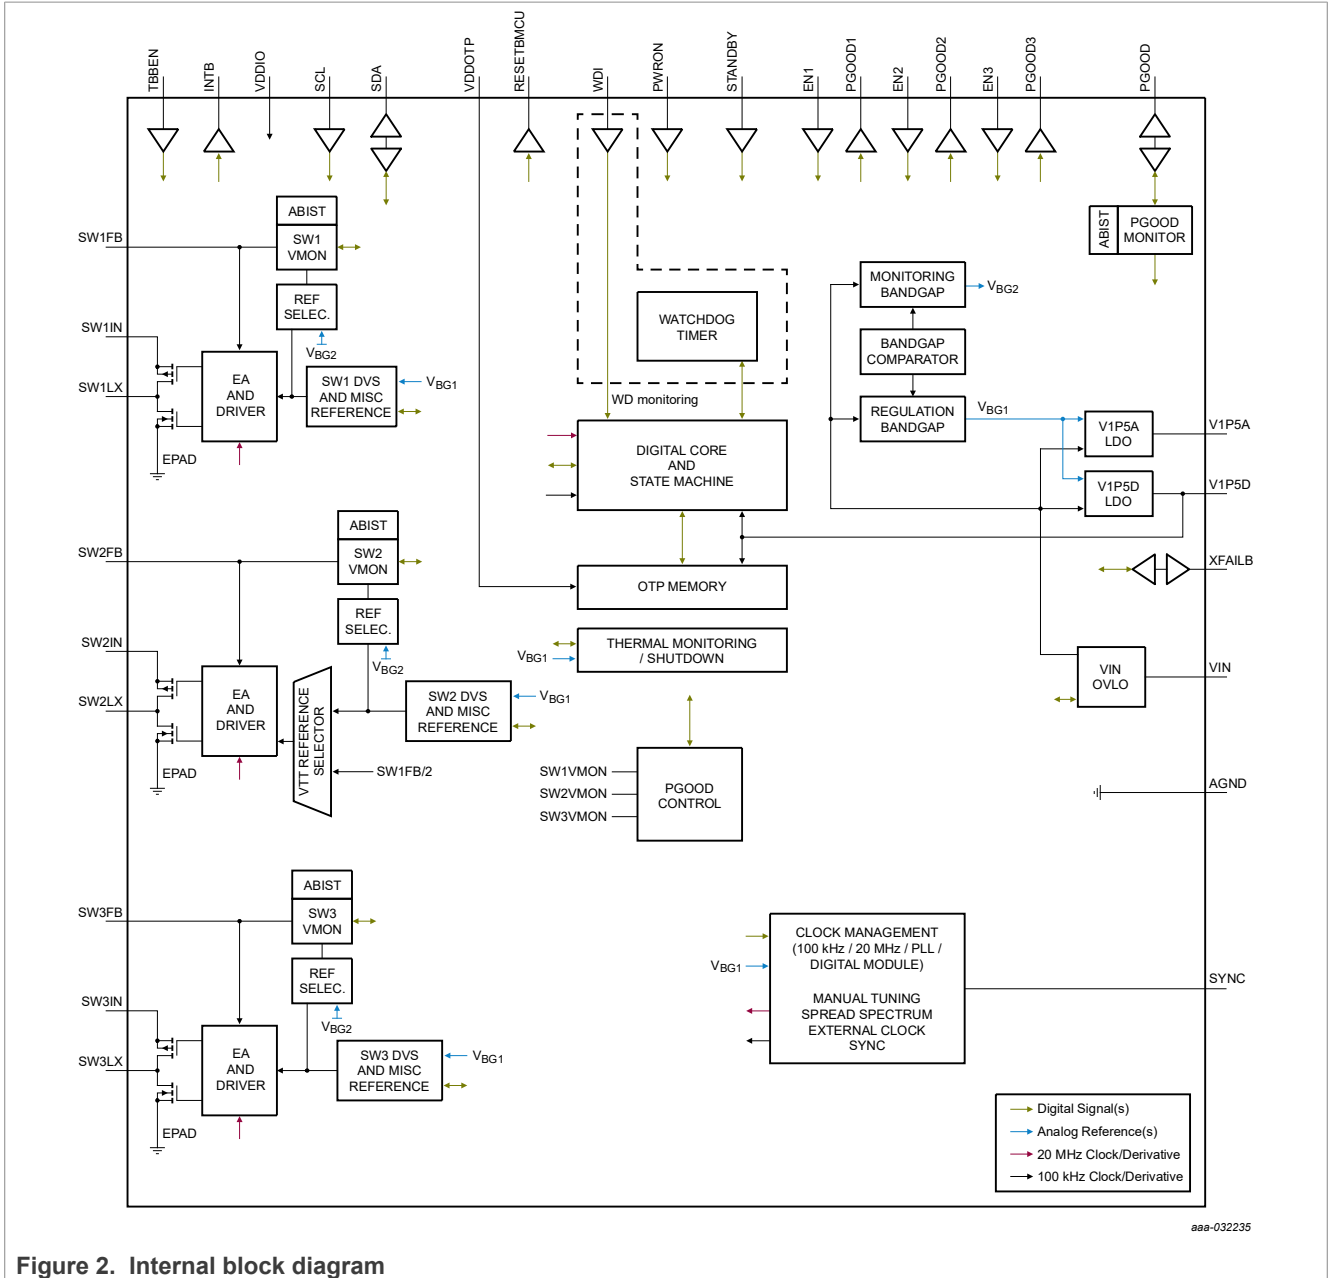 TBBEN
INTB
VDDIO
SCL
SDA
VDDOTP
RESETBMCU
WDI
PWRON
STANDBY
EN1
PGOOD1
EN2
PGOOD2
EN3
PGOOD3
PGOOD
ABIST
SW1
VMON
REF
SELEC.
VBG2
SW1FB
SW1IN
SW1LX
EA
AND
DRIVER
SW1 DVS
AND MISC
REFERENCE
VBG1
EPAD
WATCHDOG
TIMER
WD monitoring
DIGITAL CORE
AND
STATE MACHINE
OTP MEMORY
THERMAL MONITORING
/ SHUTDOWN
VBG1
SW1VMON
SW2VMON
SW3VMON
PGOOD
CONTROL
ABIST
PGOOD
MONITOR
MONITORING
BANDGAP
VBG2
BANDGAP
COMPARATOR
REGULATION
BANDGAP
VBG1
V1P5A
LDO
V1P5A
V1P5D
LDO
V1P5D
XFAILB
VIN
OVLO
VIN
AGND
ABIST
SW2
VMON
REF
SELEC.
VBG2
SW2FB
SW2IN
SW2LX
EA
AND
DRIVER
VTT REFERENCE
SELECTOR
SW2 DVS
AND MISC
REFERENCE
VBG1
SW1FB/2
EPAD
ABIST
SW3
VMON
REF
SELEC.
VBG2
SW3FB
SW3IN
SW3LX
EA
AND
DRIVER
SW3 DVS
AND MISC
REFERENCE
VBG1
EPAD
CLOCK MANAGEMENT
(100 kHz / 20 MHz / PLL /
DIGITAL MODULE)
MANUAL TUNING
SPREAD SPECTRUM
EXTERNAL CLOCK
SYNC
VBG1
SYNC
Digital Signal(s)
Analog Reference(s)
20 MHz Clock/Derivative
100 kHz Clock/Derivative
aaa-032235
Figure 2. Internal block diagram